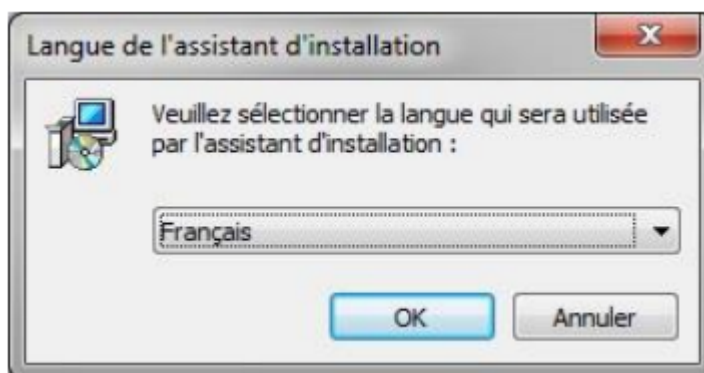 Langue de l'assistant d'installation
Veuillez sélectionner la langue qui sera utilisée
par l'assistant d'installation :
Français
OK
Annuler